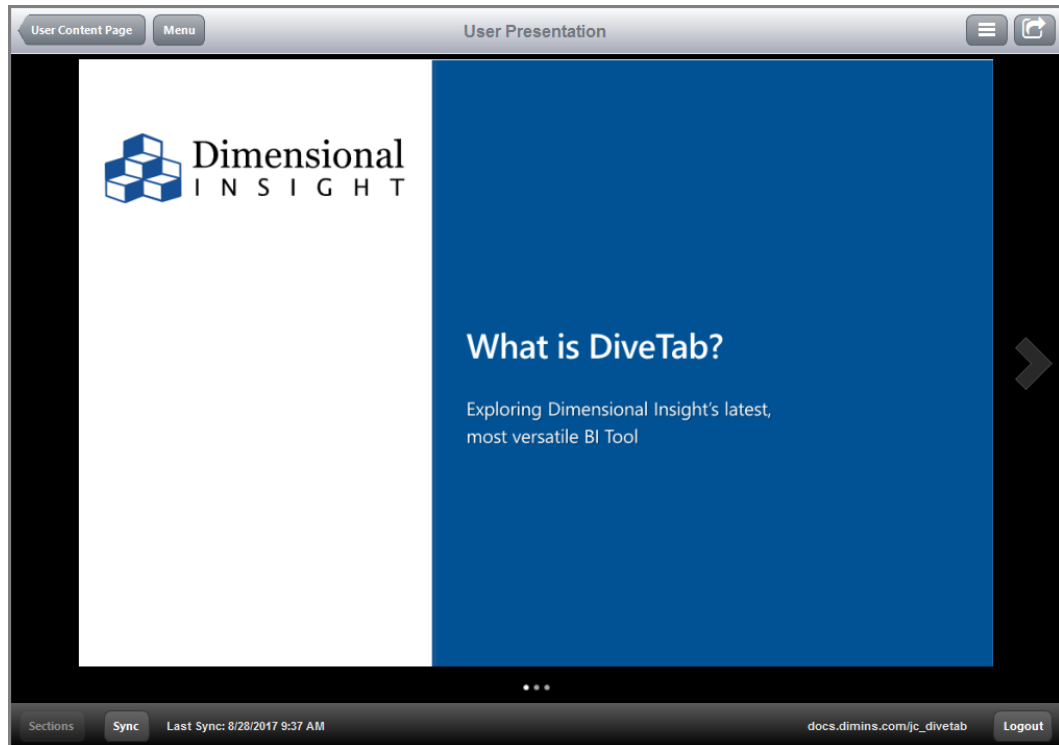 User Content Page Menu User Presentation
Dimensional
INSIGHT
What is DiveTab?
Exploring Dimensional Insight's latest,
most versatile BI Tool
Sections Sync Last Sync: 8/28/2017 9:37 AM docs.dimins.com/jc_divetab Logout